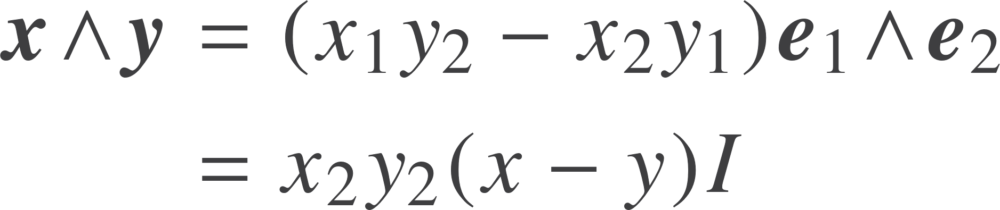 𝒙 ∧ 𝒚 = (x₁y₂ − x₂y₁)𝒆₁ ∧ 𝒆₂
= x₂y₂(x − y)I